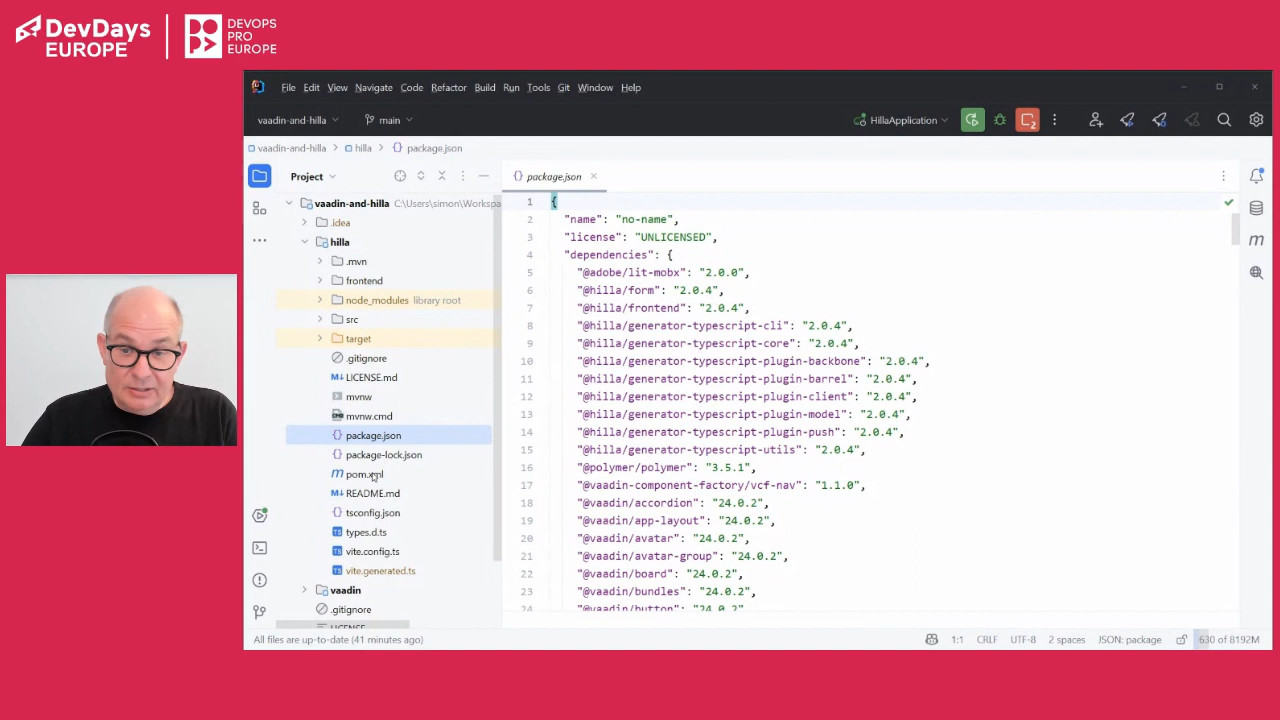 DevDays
EUROPE
DEVOPS
PRO
EUROPE
File Edit View Navigate Code Refactor Build Run Tools Git Window Help
vaadin-and-hilla main HillaApplication 2
vaadin-and-hilla hilla package.json
Project
package.json
vaadin-and-hilla C:\Users\simon\Workspa
.idea
hilla
.mvn
frontend
node_modules library root
src
target
.gitignore
LICENSE.md
mvnw
mvnw.cmd
package.json
package-lock.json
pom.xml
README.md
tsconfig.json
types.d.ts
vite.config.ts
vite.generated.ts
vaadin
.gitignore
LICENSE
1 {
2 "name": "no-name",
3 "license": "UNLICENSED",
4 "dependencies": {
5 "@adobe/lit-mobx": "2.0.0",
6 "@hilla/form": "2.0.4",
7 "@hilla/frontend": "2.0.4",
8 "@hilla/generator-typescript-cli": "2.0.4",
9 "@hilla/generator-typescript-core": "2.0.4",
10 "@hilla/generator-typescript-plugin-backbone": "2.0.4",
11 "@hilla/generator-typescript-plugin-barrel": "2.0.4",
12 "@hilla/generator-typescript-plugin-client": "2.0.4",
13 "@hilla/generator-typescript-plugin-model": "2.0.4",
14 "@hilla/generator-typescript-plugin-push": "2.0.4",
15 "@hilla/generator-typescript-utils": "2.0.4",
16 "@polymer/polymer": "3.5.1",
17 "@vaadin-component-factory/vcf-nav": "1.1.0",
18 "@vaadin/accordion": "24.0.2",
19 "@vaadin/app-layout": "24.0.2",
20 "@vaadin/avatar": "24.0.2",
21 "@vaadin/avatar-group": "24.0.2",
22 "@vaadin/board": "24.0.2",
23 "@vaadin/bundles": "24.0.2",
24 "@vaadin/button": "24.0.2",
All files are up-to-date (41 minutes ago) 1:1 CRLF UTF-8 2 spaces JSON: package 630 of 8192M